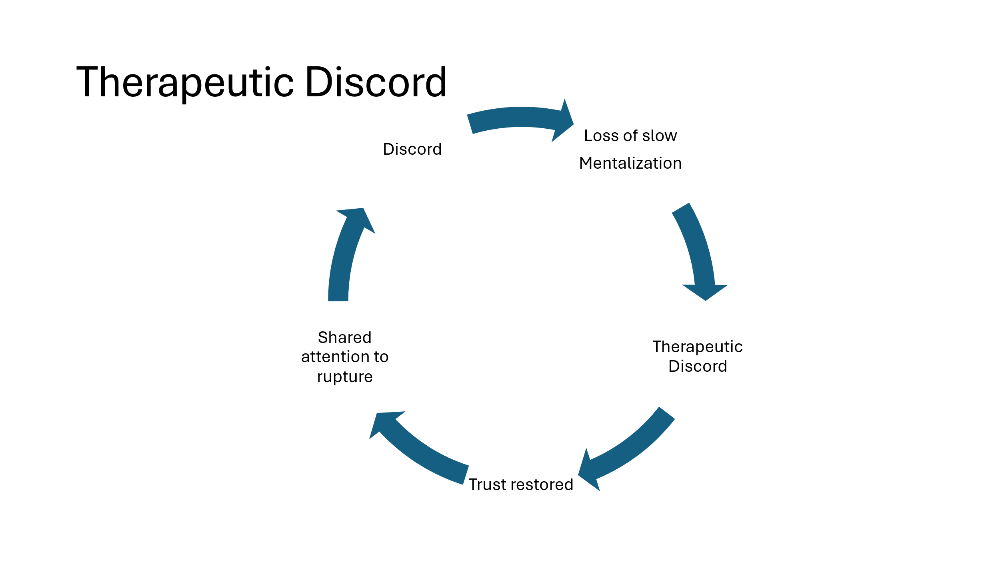 Therapeutic Discord
Discord
Loss of slow
Mentalization
Therapeutic
Discord
Trust restored
Shared
attention to
rupture